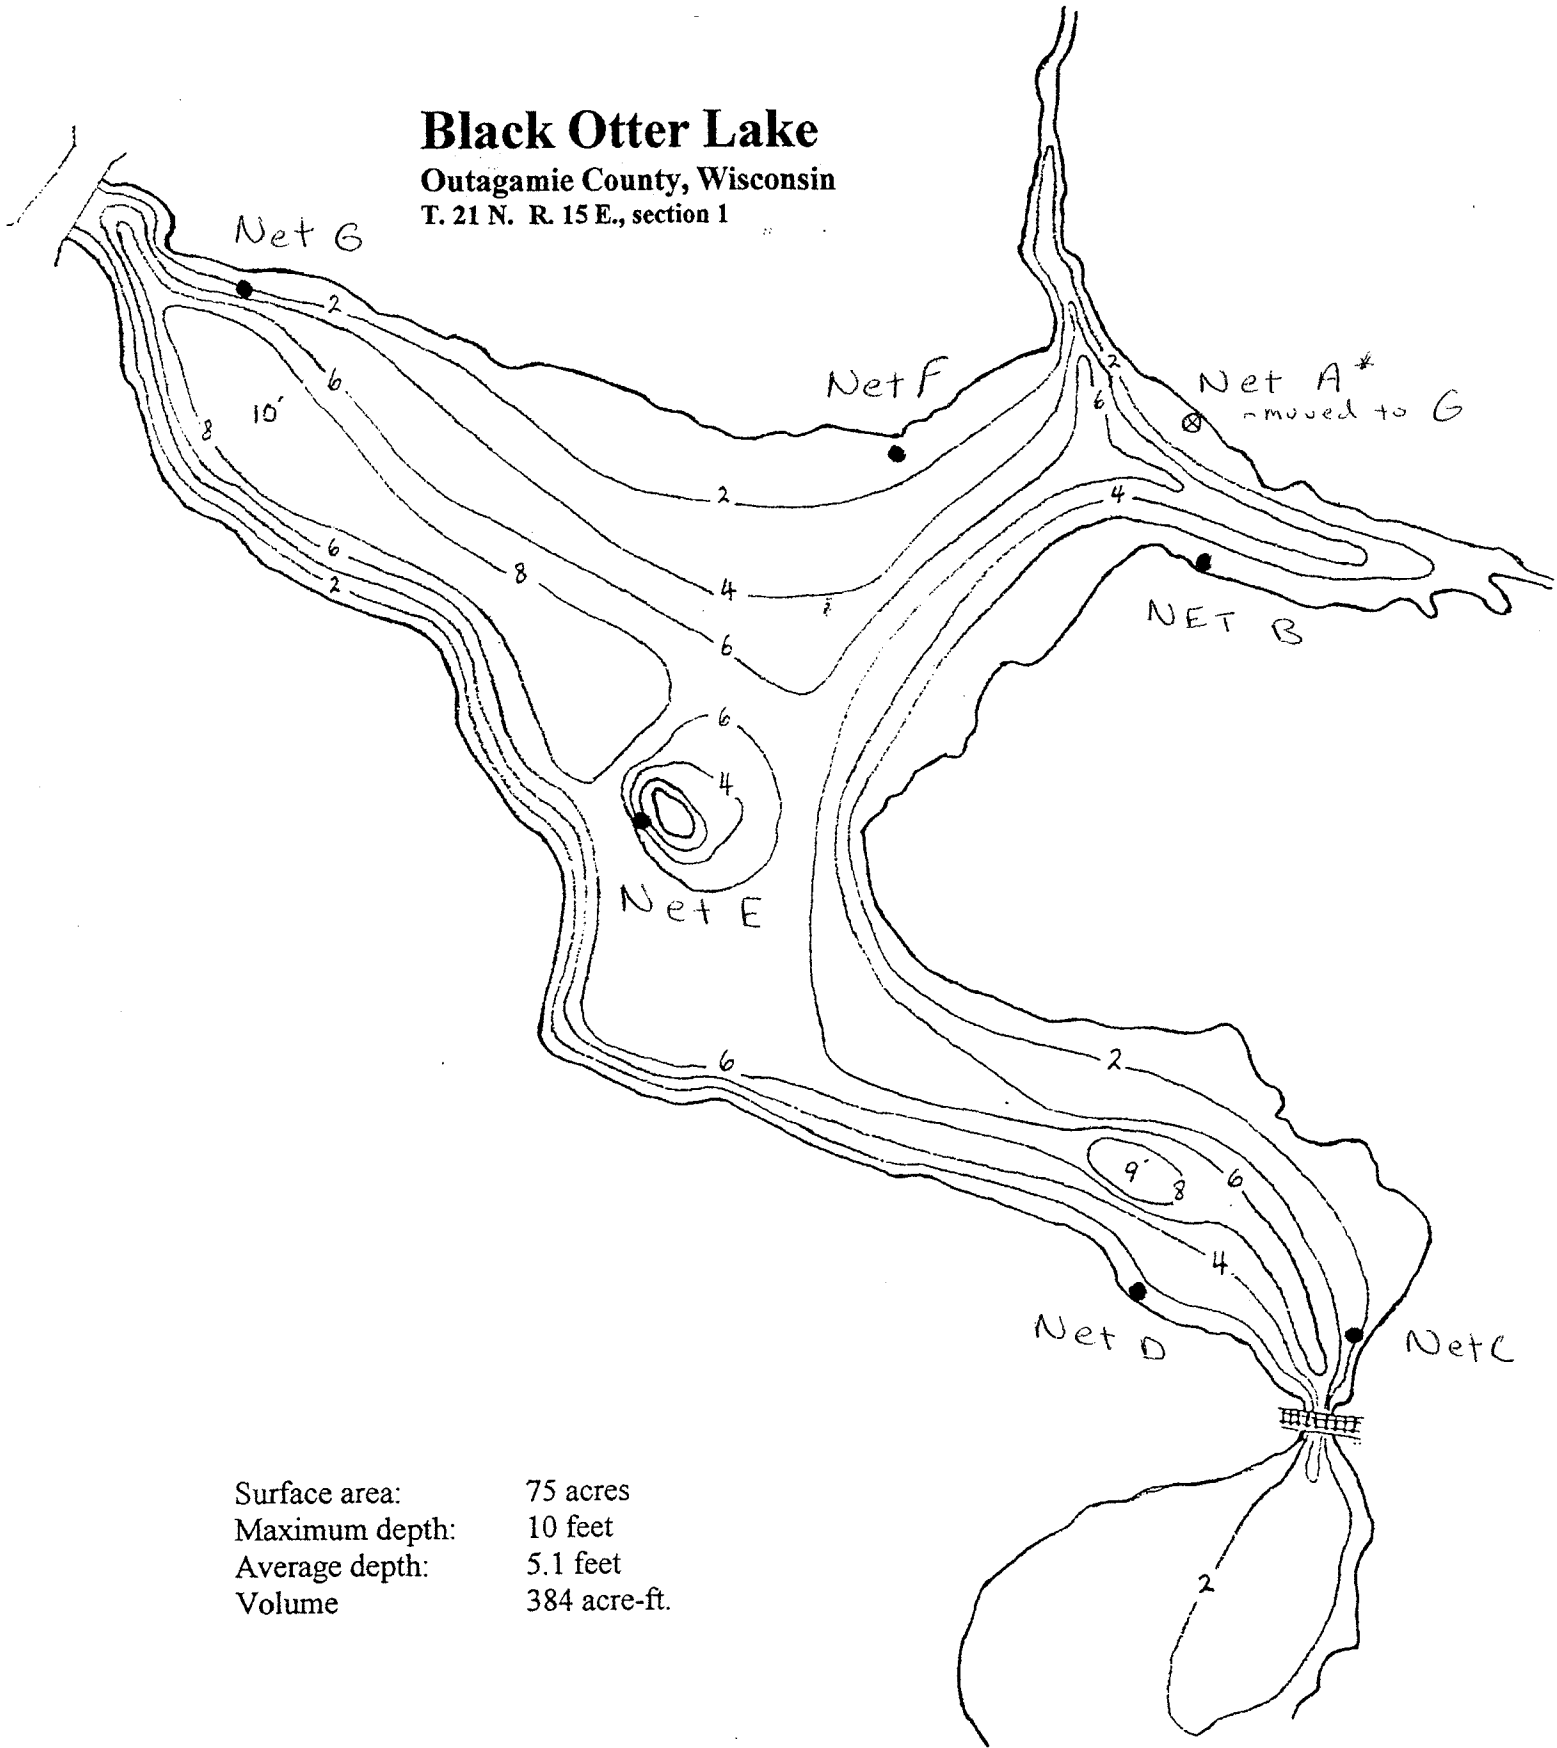 Black Otter Lake
Outagamie County, Wisconsin
T. 21 N. R. 15 E., section 1
Net G
2
Net F
Net A*
moved to G
2
6
6
10'
8
2
4
6
8
4
NET B
2
6
6
4
Net E
6
2
9'
8
6
4
Net D
Net C
2
Surface area: 75 acres
Maximum depth: 10 feet
Average depth: 5.1 feet
Volume 384 acre-ft.